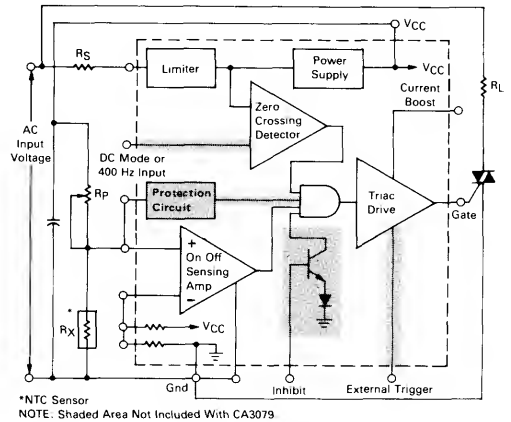 VCC
RS
Limiter
Power
Supply
VCC
Current
Boost
RL
Zero
Crossing
Detector
AC
Input
Voltage
DC Mode or
400 Hz Input
RP
Protection
Circuit
Triac
Drive
Gate
+
On Off
Sensing
Amp
−
RX*
VCC
Gnd
Inhibit
External Trigger
*NTC Sensor
NOTE: Shaded Area Not Included With CA3079